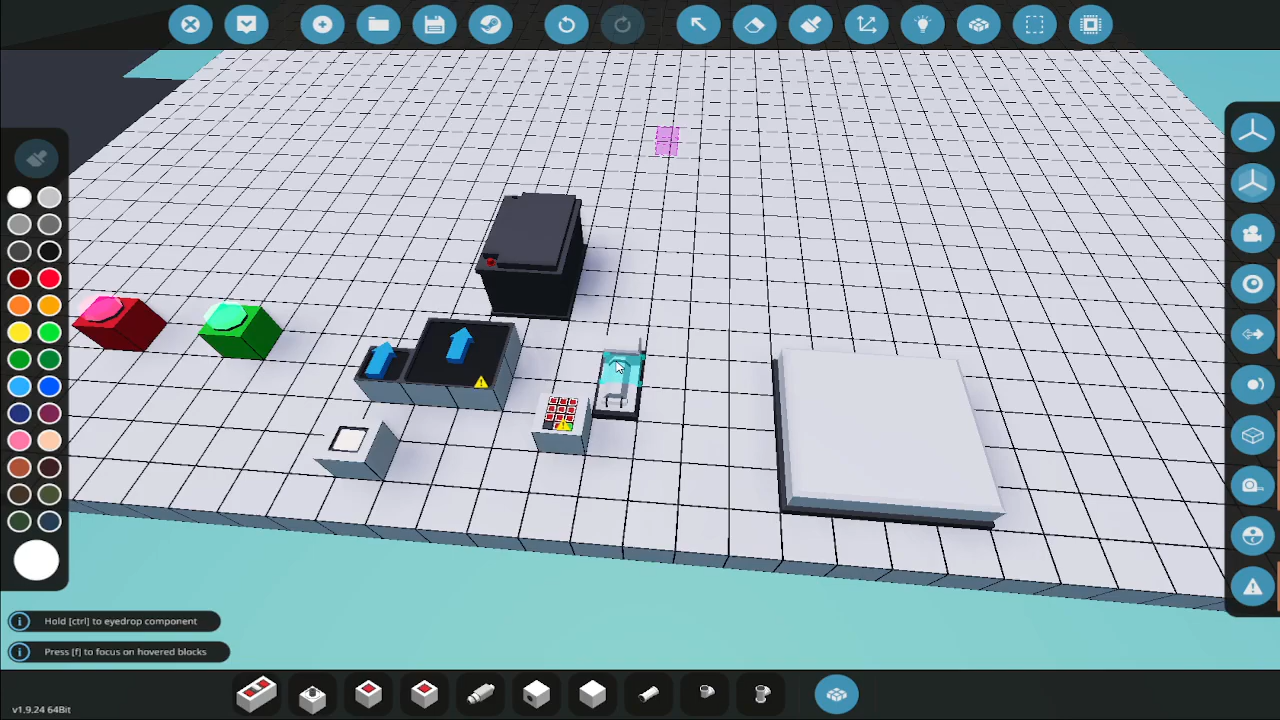 Hold [ctrl] to eyedrop component
Press [f] to focus on hovered blocks
v1.9.24 64Bit